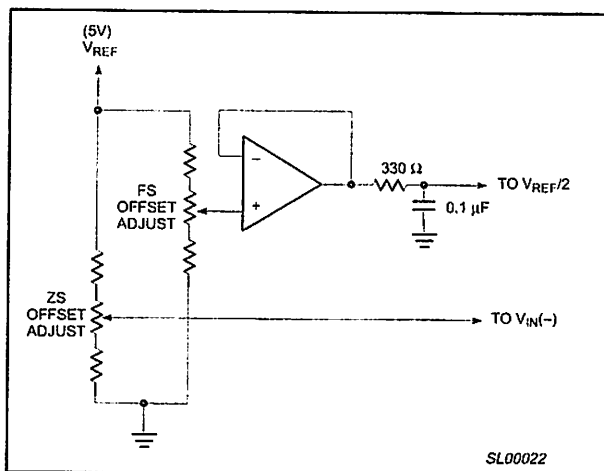 (5V)
VREF
FS
OFFSET
ADJUST
−
+
330 Ω
TO VREF/2
0.1 µF
ZS
OFFSET
ADJUST
TO VIN(−)
SL00022